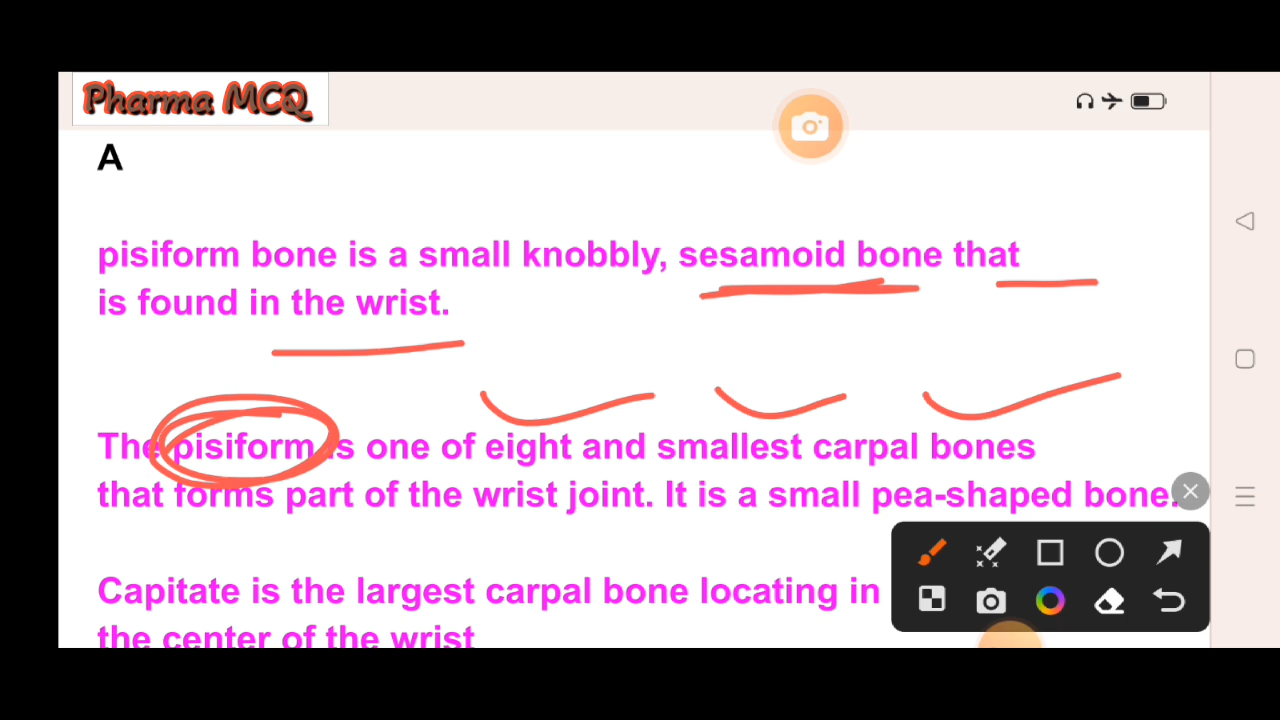 Pharma MCQ
A
pisiform bone is a small knobbly, sesamoid bone that
is found in the wrist.
The pisiform is one of eight and smallest carpal bones
that forms part of the wrist joint. It is a small pea-shaped bone.
Capitate is the largest carpal bone locating in
the center of the wrist